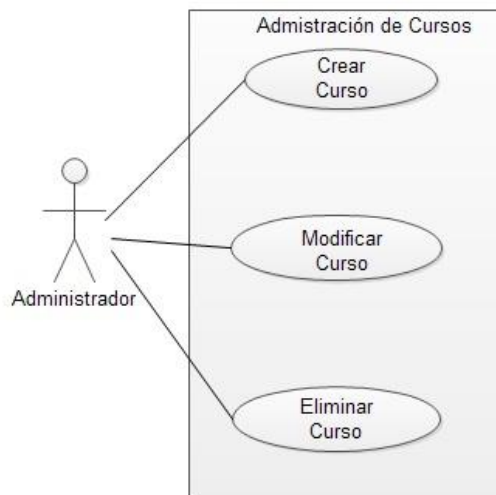 Admistración de Cursos
Crear
Curso
Modificar
Curso
Administrador
Eliminar
Curso